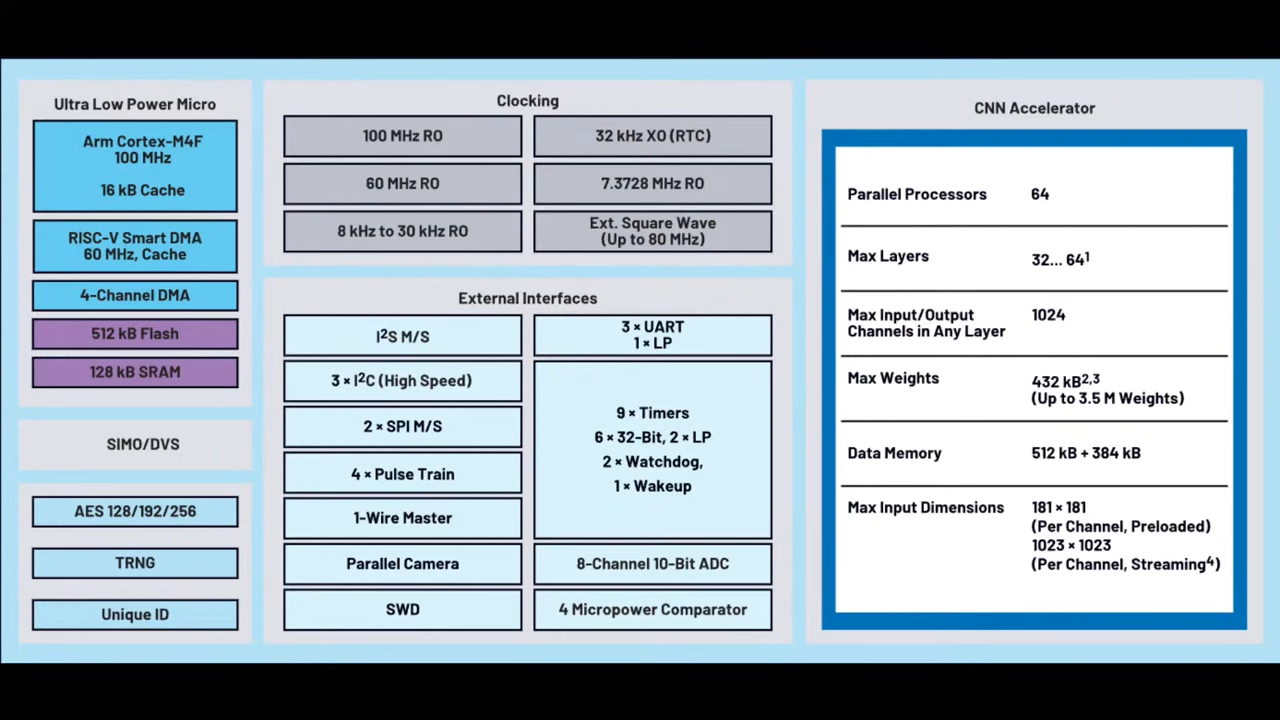 Ultra Low Power Micro
Arm Cortex-M4F
100 MHz
16 kB Cache
RISC-V Smart DMA
60 MHz, Cache
4-Channel DMA
512 kB Flash
128 kB SRAM
SIMO/DVS
AES 128/192/256
TRNG
Unique ID
Clocking
100 MHz RO
32 kHz XO (RTC)
60 MHz RO
7.3728 MHz RO
8 kHz to 30 kHz RO
Ext. Square Wave
(Up to 80 MHz)
External Interfaces
I²S M/S
3 × I²C (High Speed)
2 × SPI M/S
4 × Pulse Train
1-Wire Master
Parallel Camera
SWD
3 × UART
1 × LP
9 × Timers
6 × 32-Bit, 2 × LP
2 × Watchdog,
1 × Wakeup
8-Channel 10-Bit ADC
4 Micropower Comparator
CNN Accelerator
Parallel Processors 64
Max Layers 32... 64¹
Max Input/Output
Channels in Any Layer
1024
Max Weights 432 kB²,³
(Up to 3.5 M Weights)
Data Memory 512 kB + 384 kB
Max Input Dimensions 181 × 181
(Per Channel, Preloaded)
1023 × 1023
(Per Channel, Streaming⁴)